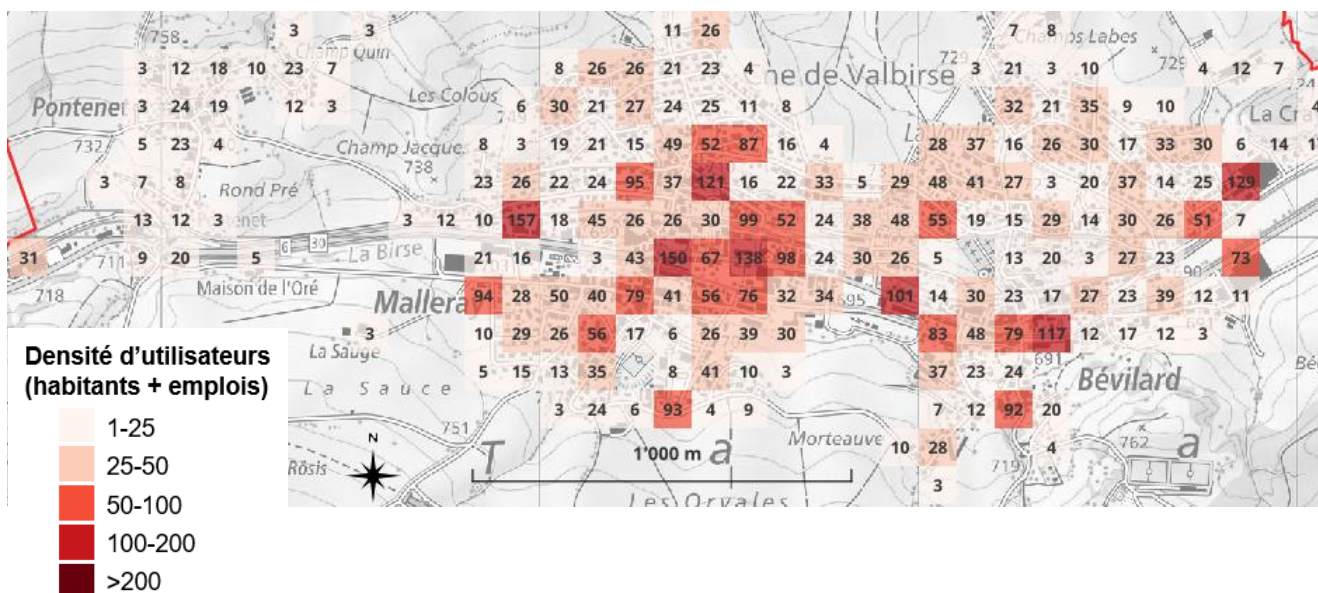 3 3 11 26 7 8
758 Champ Quin Champs Labes
3 12 18 10 23 7 8 26 26 21 23 4 ne de Valbirse 729 3 21 3 10 729 4 12 7
Pontenet 3 24 19 12 3 Les Colous 6 30 21 27 24 25 11 8 32 21 35 9 10 La Cra 4
732 5 23 4 Champ Jacques 8 3 19 21 15 49 52 87 16 4 28 37 16 26 30 17 33 30 6 14 1
738
3 7 8 Rond Pré 23 26 22 24 95 37 121 16 22 33 5 29 48 41 27 3 20 37 14 25 129
13 12 3 3 12 10 157 18 45 26 26 30 99 52 24 38 48 55 19 15 29 14 30 26 51 7
6 30
31 711 9 20 5 La Birse 21 16 3 43 150 67 138 98 24 30 26 5 13 20 3 27 23 690 73
718 Maison de l'Oré Mallera 94 28 50 40 79 41 56 76 32 34 695 101 14 30 23 17 27 23 39 12 11
3 La Sauge 10 29 26 56 17 6 26 39 30 83 48 79 117 12 17 12 3
691
La Sauce 5 15 13 35 8 41 10 3 37 23 24 Bévilard Bé
717
751 3 24 6 93 4 9 Morteauve 7 12 92 20
N Rôsis T 1'000 m a 10 28 719 4 762 a
Les Orvales 3
Densité d'utilisateurs
(habitants + emplois)
1-25
25-50
50-100
100-200
>200